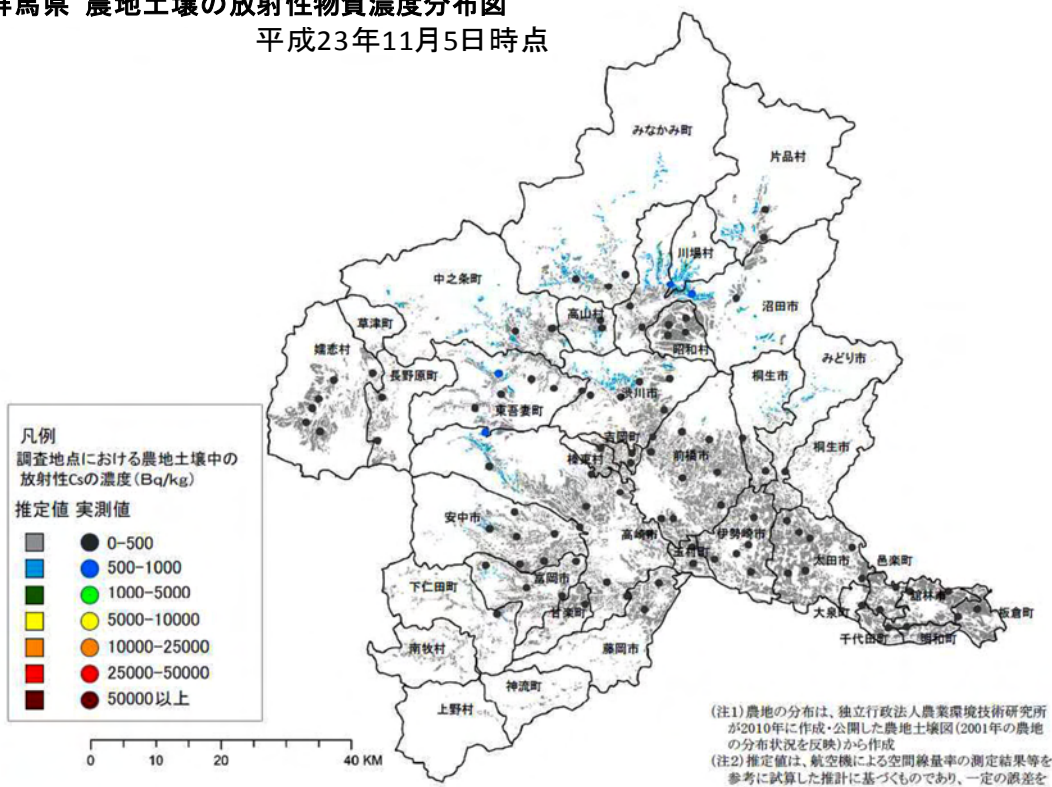 群馬県 農地土壌の放射性物質濃度分布図
平成23年11月5日時点
みなかみ町
片品村
川場村
中之条町
沼田市
高山村
草津町
昭和村
嬬恋村
みどり市
長野原町
桐生市
渋川市
東吾妻町
吉岡町
桐生市
榛東村
前橋市
安中市
高崎市
伊勢崎市
玉村町
太田市
邑楽町
下仁田町
富岡市
館林市
甘楽町
大泉町
板倉町
千代田町
明和町
南牧村
藤岡市
神流町
上野村
凡例
調査地点における農地土壌中の
放射性Csの濃度(Bq/kg)
推定値 実測値
0-500
500-1000
1000-5000
5000-10000
10000-25000
25000-50000
50000以上
0 10 20 40 KM
(注1)農地の分布は、独立行政法人農業環境技術研究所
が2010年に作成・公開した農地土壌図(2001年の農地
の分布状況を反映)から作成
(注2)推定値は、航空機による空間線量率の測定結果等を
参考に試算した推計に基づくものであり、一定の誤差を